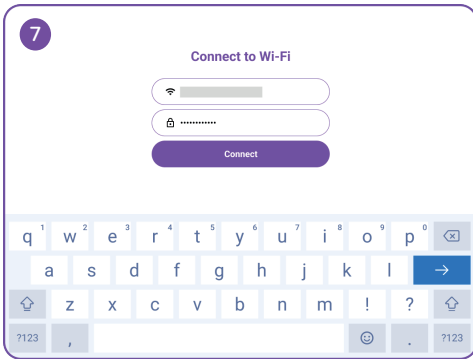 7
Connect to Wi-Fi
••••••••••••
Connect
q 1 w 2 e 3 r 4 t 5 y 6 u 7 i 8 o 9 p 0
a s d f g h j k l
z x c v b n m ! ?
?123 , . ?123